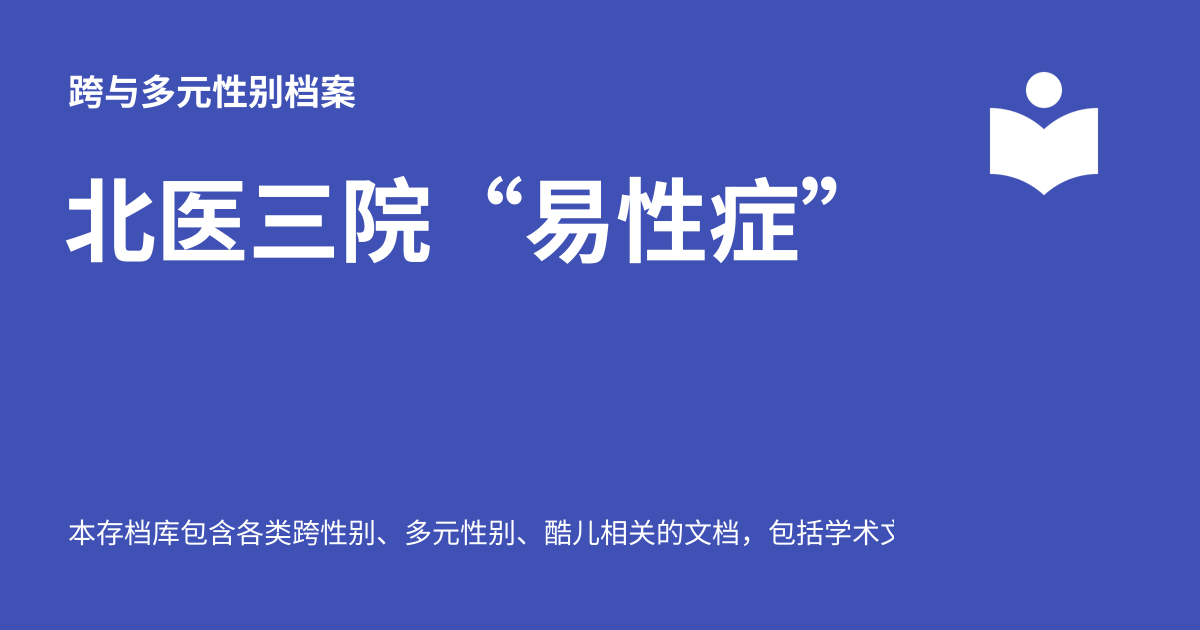 跨与多元性别档案
北医三院“易性症”
本存档库包含各类跨性别、多元性别、酷儿相关的文档，包括学术文